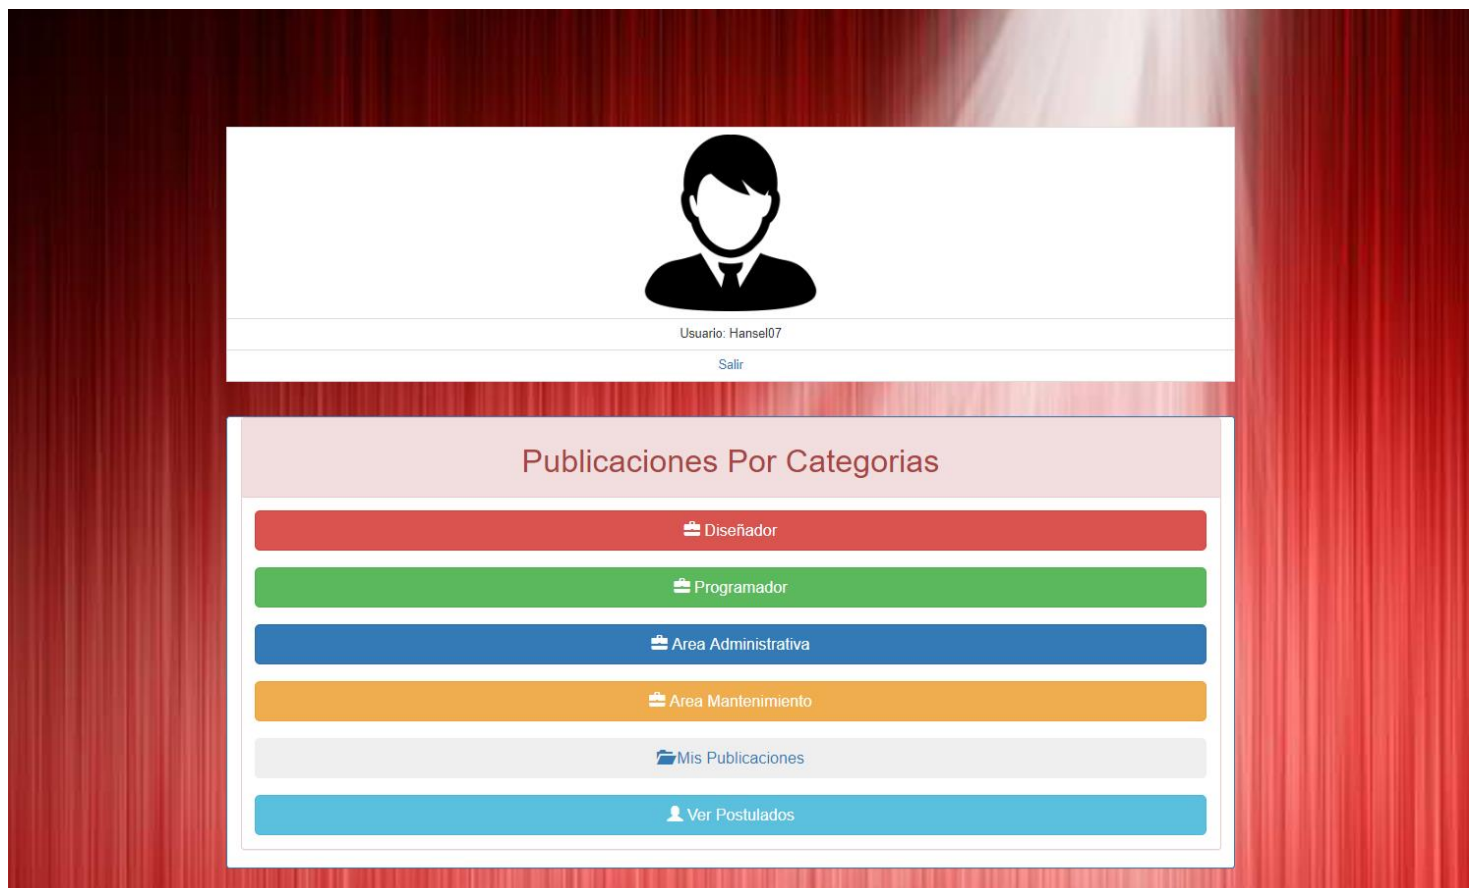 Usuario: Hansel07
Salir
Publicaciones Por Categorias
Diseñador
Programador
Area Administrativa
Area Mantenimiento
Mis Publicaciones
Ver Postulados